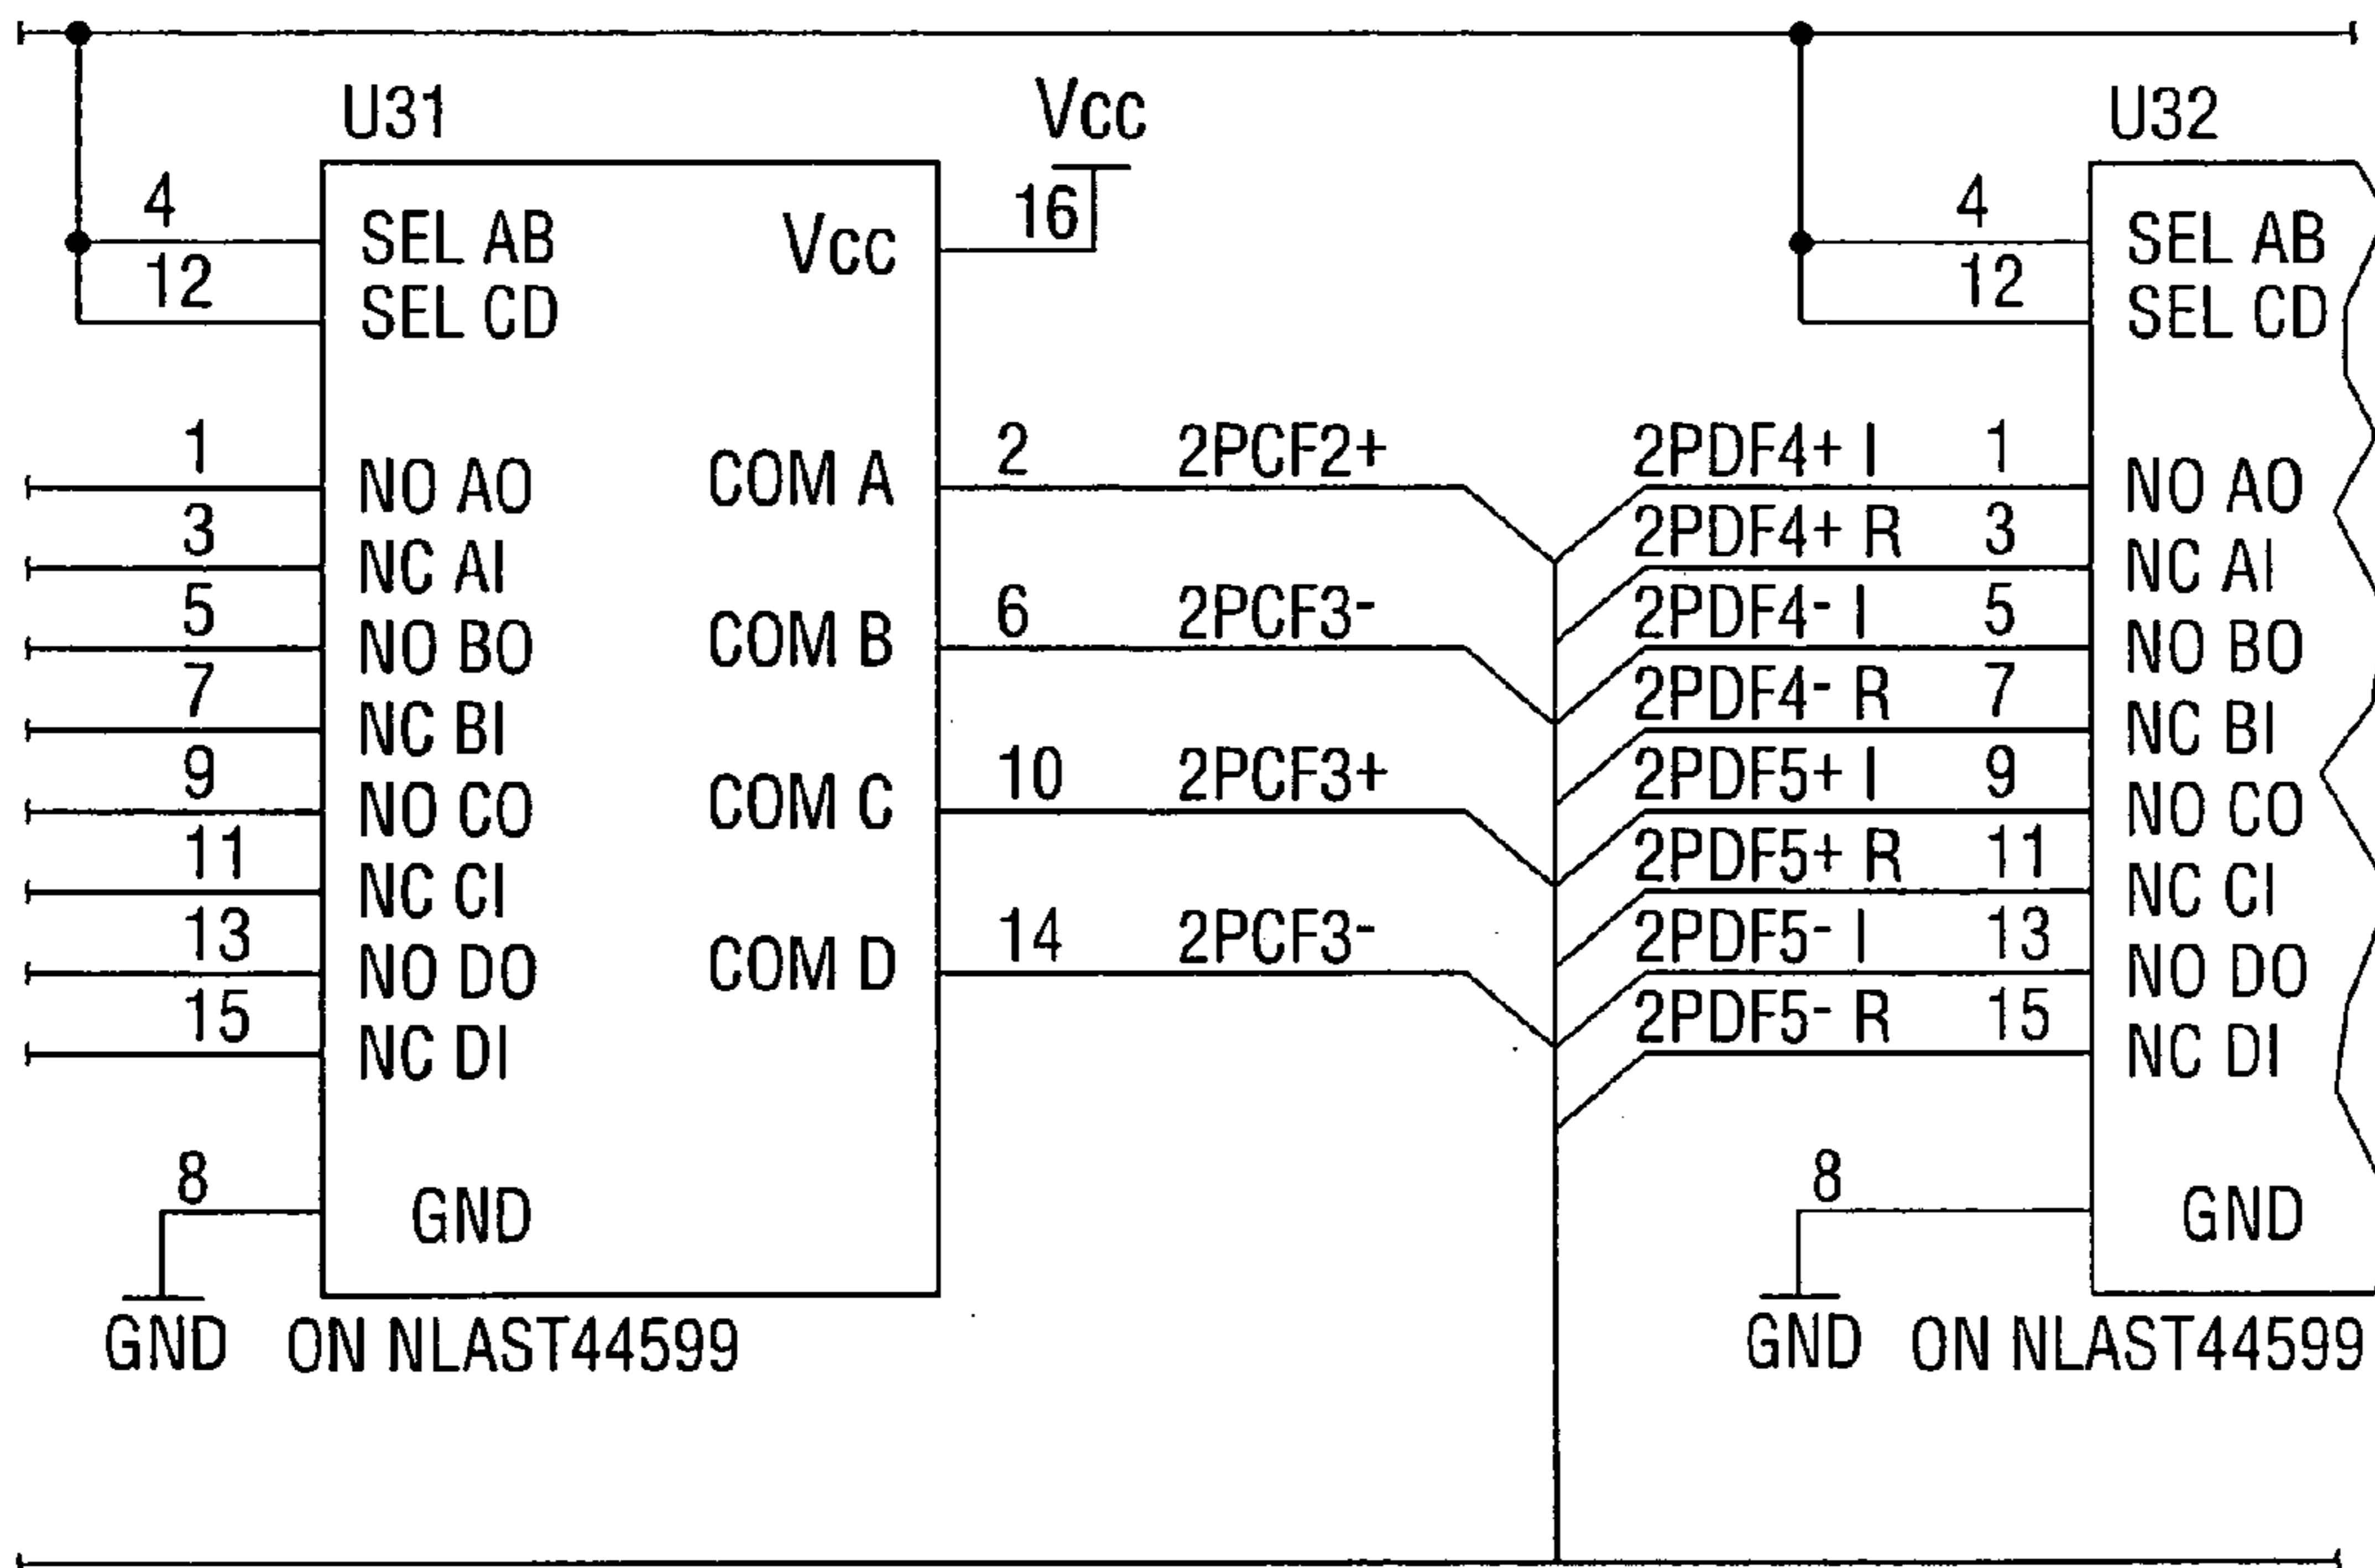 U31
Vcc
4
SEL AB
12
SEL CD
Vcc
16
1
NO AO
3
NC AI
5
NO BO
7
NC BI
9
NO CO
11
NC CI
13
NO DO
15
NC DI
COM A
2
2PCF2+
COM B
6
2PCF3-
COM C
10
2PCF3+
COM D
14
2PCF3-
8
GND
GND
ON NLAST44599
U32
4
SEL AB
12
SEL CD
2PDF4+ I
1
NO AO
2PDF4+ R
3
NC AI
2PDF4- I
5
NO BO
2PDF4- R
7
NC BI
2PDF5+ I
9
NO CO
2PDF5+ R
11
NC CI
2PDF5- I
13
NO DO
2PDF5- R
15
NC DI
8
GND
GND
ON NLAST44599